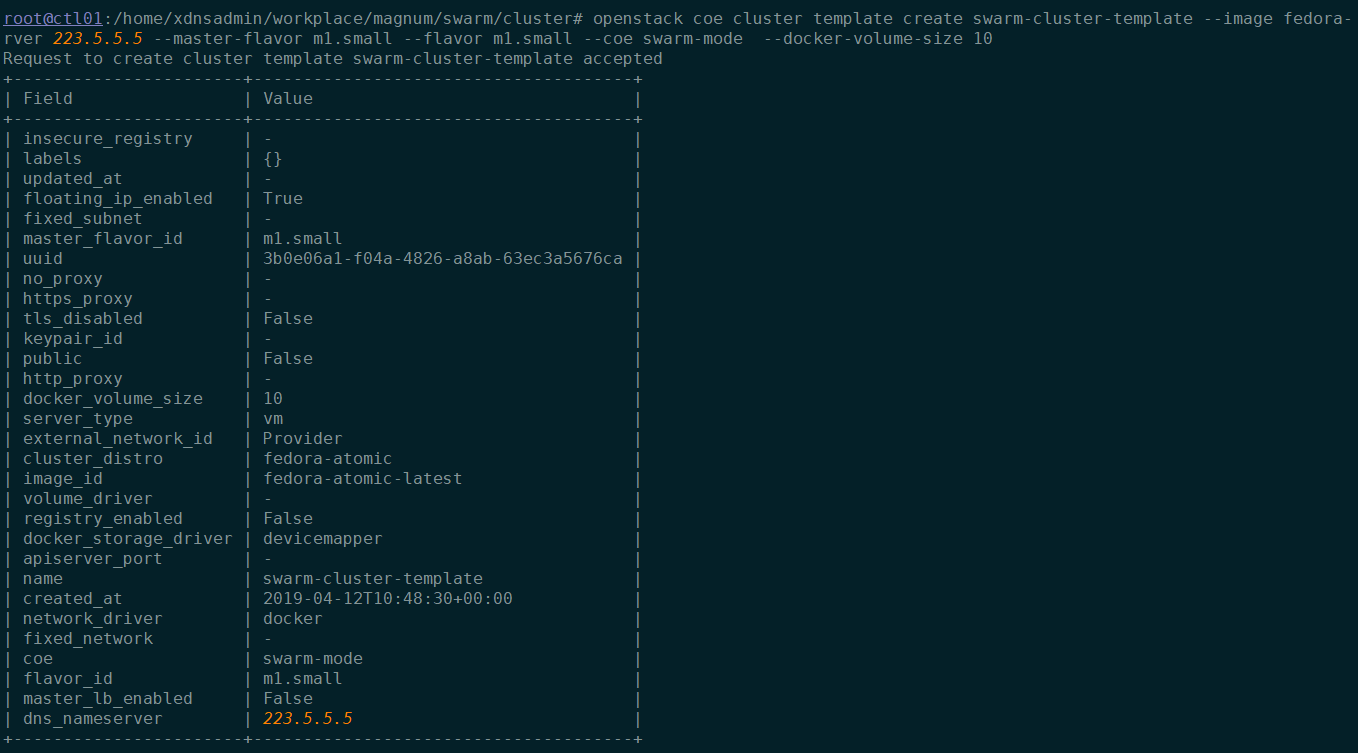 root@ctl01:/home/xdnsadmin/workplace/magnum/swarm/cluster# openstack coe cluster template create swarm-cluster-template --image fedora-
rver 223.5.5.5 --master-flavor m1.small --flavor m1.small --coe swarm-mode  --docker-volume-size 10
Request to create cluster template swarm-cluster-template accepted
+-----------------------+--------------------------------------+
| Field                 | Value                                |
+-----------------------+--------------------------------------+
| insecure_registry     | -                                    |
| labels                | {}                                   |
| updated_at            | -                                    |
| floating_ip_enabled   | True                                 |
| fixed_subnet          | -                                    |
| master_flavor_id      | m1.small                             |
| uuid                  | 3b0e06a1-f04a-4826-a8ab-63ec3a5676ca |
| no_proxy              | -                                    |
| https_proxy           | -                                    |
| tls_disabled          | False                                |
| keypair_id            | -                                    |
| public                | False                                |
| http_proxy            | -                                    |
| docker_volume_size    | 10                                   |
| server_type           | vm                                   |
| external_network_id   | Provider                             |
| cluster_distro        | fedora-atomic                        |
| image_id              | fedora-atomic-latest                 |
| volume_driver         | -                                    |
| registry_enabled      | False                                |
| docker_storage_driver | devicemapper                         |
| apiserver_port        | -                                    |
| name                  | swarm-cluster-template               |
| created_at            | 2019-04-12T10:48:30+00:00            |
| network_driver        | docker                               |
| fixed_network         | -                                    |
| coe                   | swarm-mode                           |
| flavor_id             | m1.small                             |
| master_lb_enabled     | False                                |
| dns_nameserver        | 223.5.5.5                            |
+-----------------------+--------------------------------------+